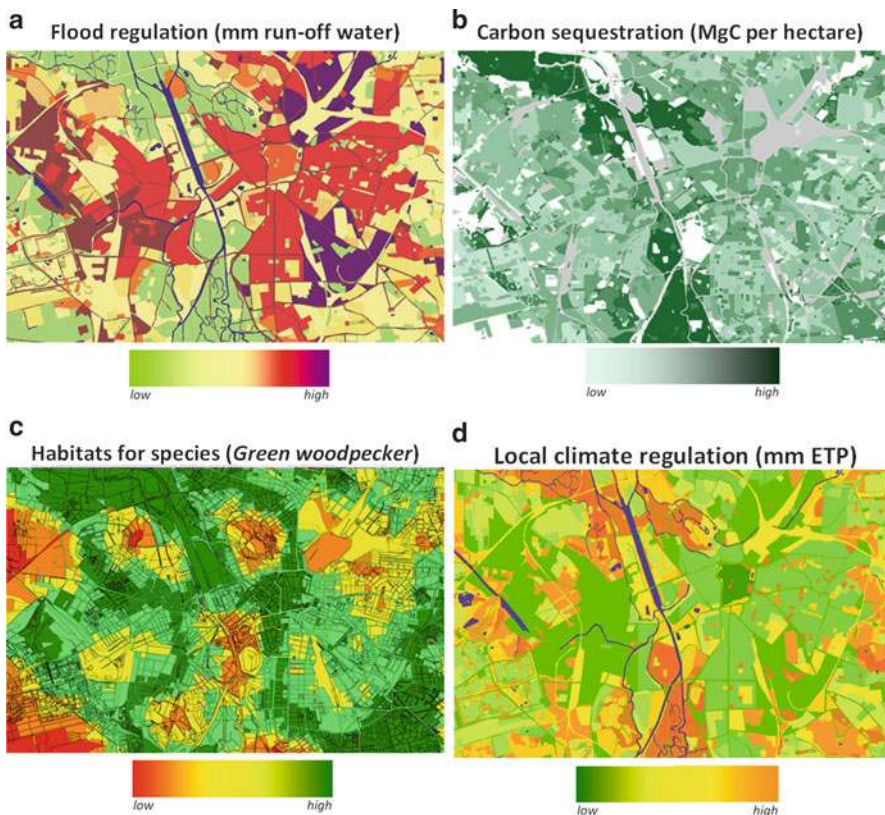 a
Flood regulation (mm run-off water)
low high
b
Carbon sequestration (MgC per hectare)
low high
c
Habitats for species (Green woodpecker)
low high
d
Local climate regulation (mm ETP)
low high